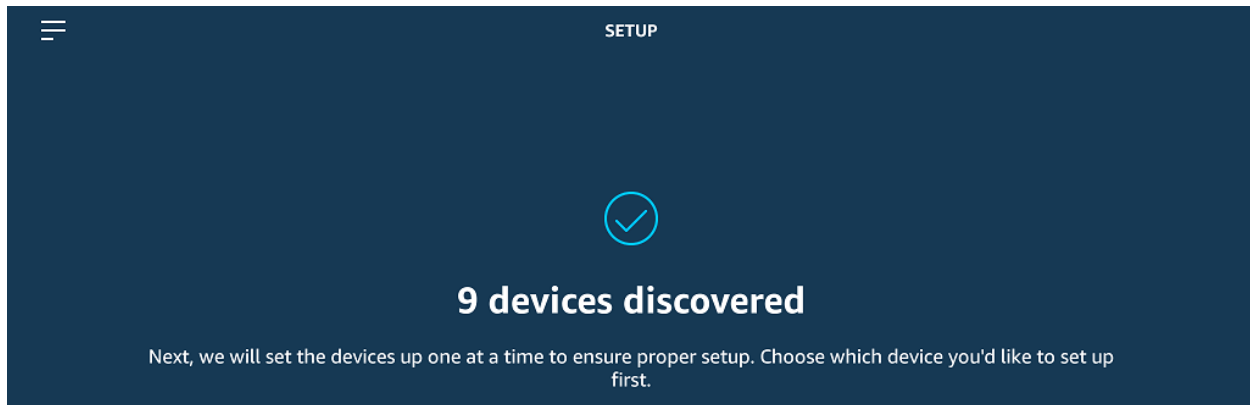 SETUP
9 devices discovered
Next, we will set the devices up one at a time to ensure proper setup. Choose which device you'd like to set up
first.